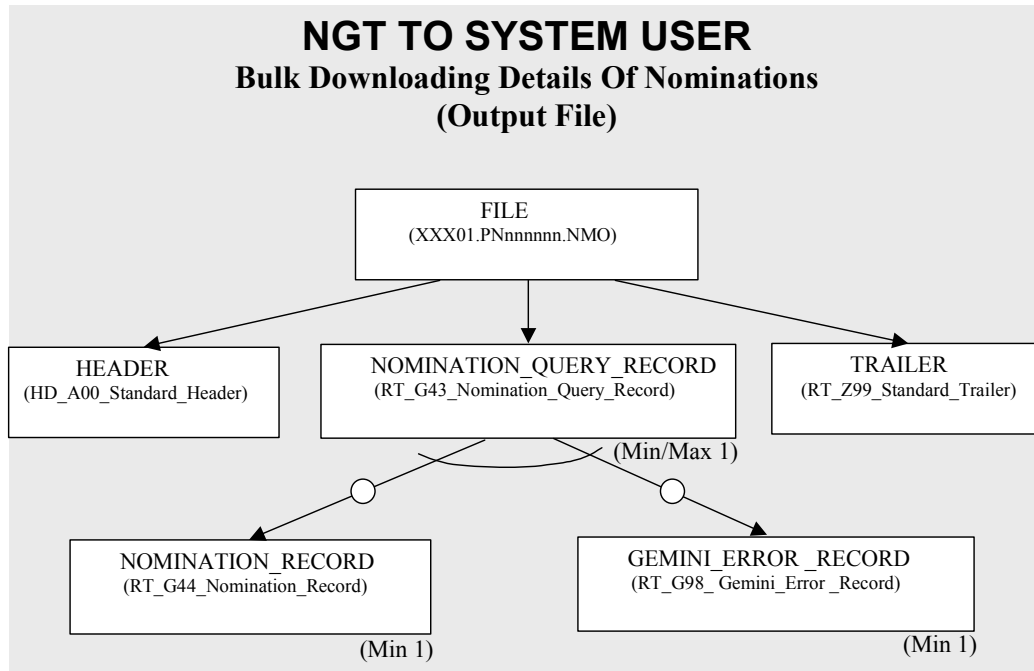 NGT TO SYSTEM USER
Bulk Downloading Details Of Nominations
(Output File)
FILE
(XXX01.PNnnnnnn.NMO)
HEADER
(HD_A00_Standard_Header)
NOMINATION_QUERY_RECORD
(RT_G43_Nomination_Query_Record)
TRAILER
(RT_Z99_Standard_Trailer)
(Min/Max 1)
NOMINATION_RECORD
(RT_G44_Nomination_Record)
GEMINI_ERROR _RECORD
(RT_G98_ Gemini_Error _Record)
(Min 1)
(Min 1)